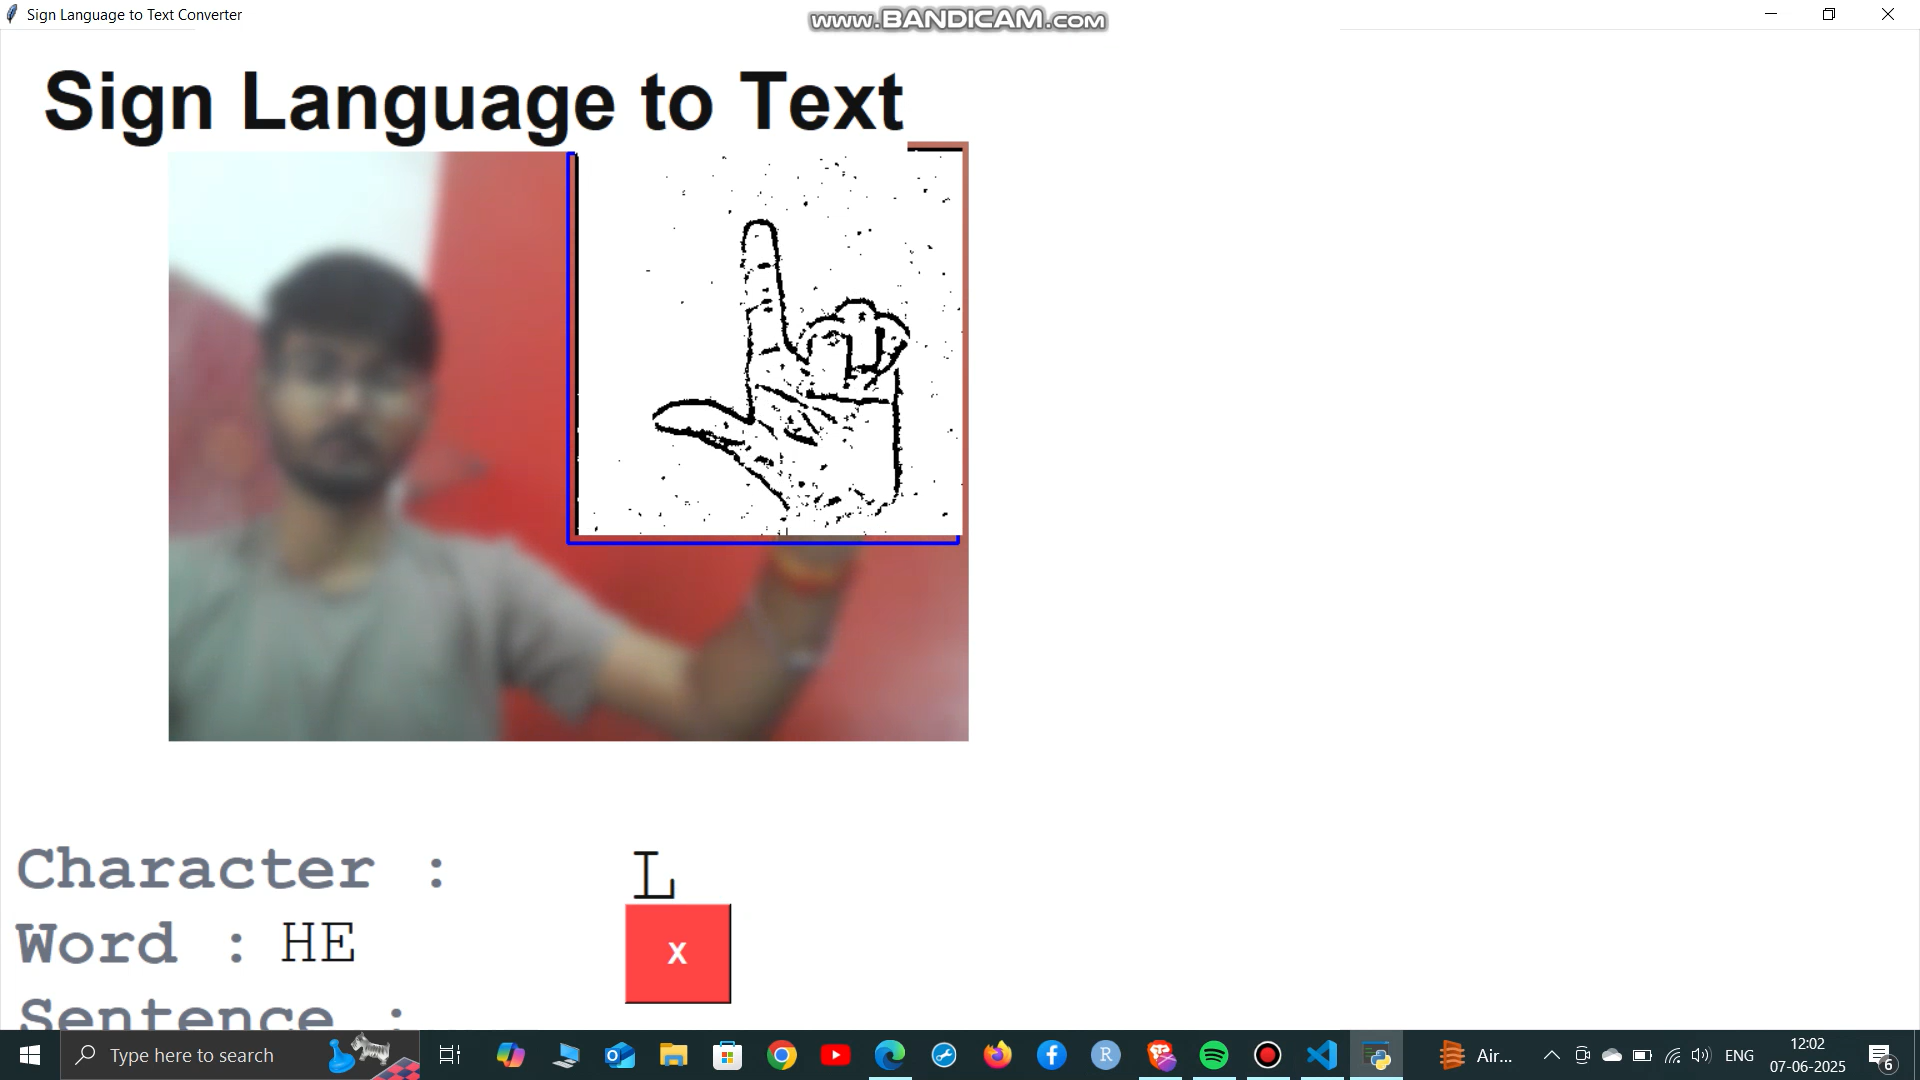 Sign Language to Text Converter
www.BANDICAM.com
Sign Language to Text
Character : L
Word : HE
X
Sentence :
Type here to search
Air...
ENG
12:02
07-06-2025
6